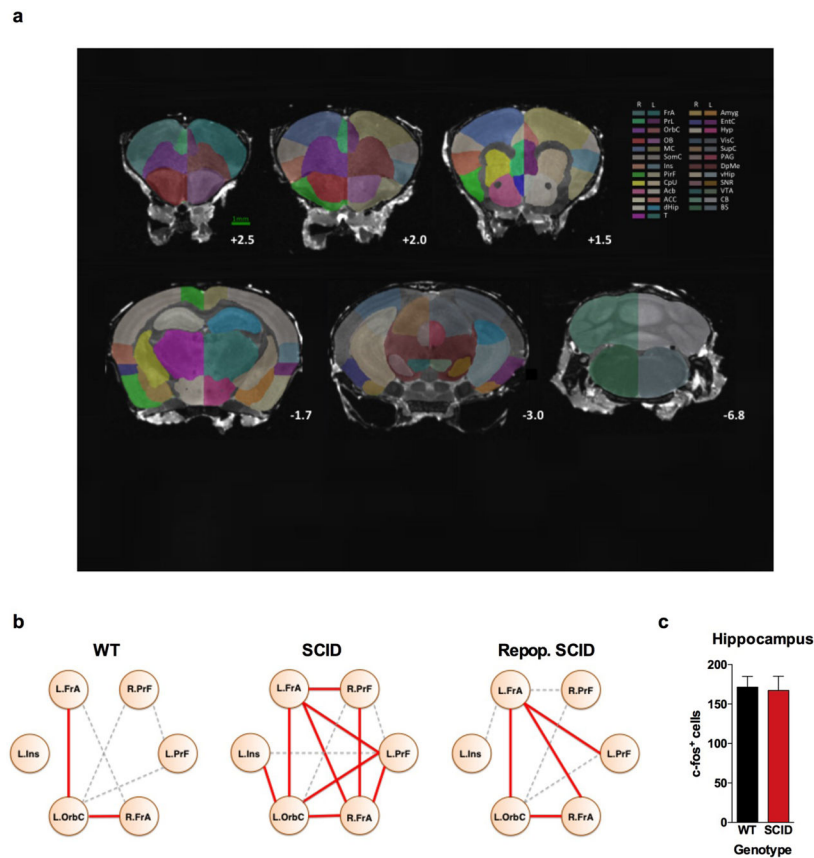 a
R L R L
FrA Amyg
PrL EntC
OrbC Hyp
OB VisC
MC SupC
SomC PAG
Ins DpMe
PirF vHip
CpU SNR
Acb VTA
ACC CB
dHip BS
T
1mm
+2.5 +2.0 +1.5
-1.7 -3.0 -6.8
b
WT SCID Repop. SCID
L.FrA R.PrF L.FrA R.PrF L.FrA R.PrF
L.Ins L.PrF L.Ins L.PrF L.Ins L.PrF
L.OrbC R.FrA L.OrbC R.FrA L.OrbC R.FrA
c
Hippocampus
c-fos⁺ cells
200
150
100
50
0
WT SCID
Genotype